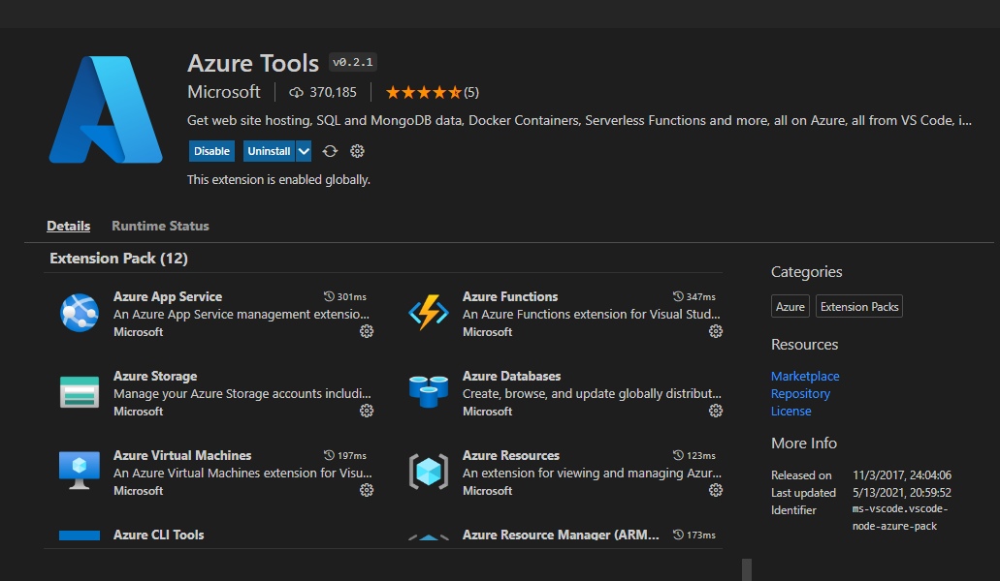 Azure Tools v0.2.1
Microsoft 370,185 (5)
Get web site hosting, SQL and MongoDB data, Docker Containers, Serverless Functions and more, all on Azure, all from VS Code, i...
Disable Uninstall
This extension is enabled globally.
Details Runtime Status
Extension Pack (12)
Azure App Service 301ms
An Azure App Service management extensio...
Microsoft
Azure Functions 347ms
An Azure Functions extension for Visual Stud...
Microsoft
Azure Storage
Manage your Azure Storage accounts includi...
Microsoft
Azure Databases
Create, browse, and update globally distribut...
Microsoft
Azure Virtual Machines 197ms
An Azure Virtual Machines extension for Visu...
Microsoft
Azure Resources 123ms
An extension for viewing and managing Azur...
Microsoft
Azure CLI Tools
Azure Resource Manager (ARM... 173ms
Categories
Azure Extension Packs
Resources
Marketplace
Repository
License
More Info
Released on 11/3/2017, 24:04:06
Last updated 5/13/2021, 20:59:52
Identifier ms-vscode.vscode-
node-azure-pack